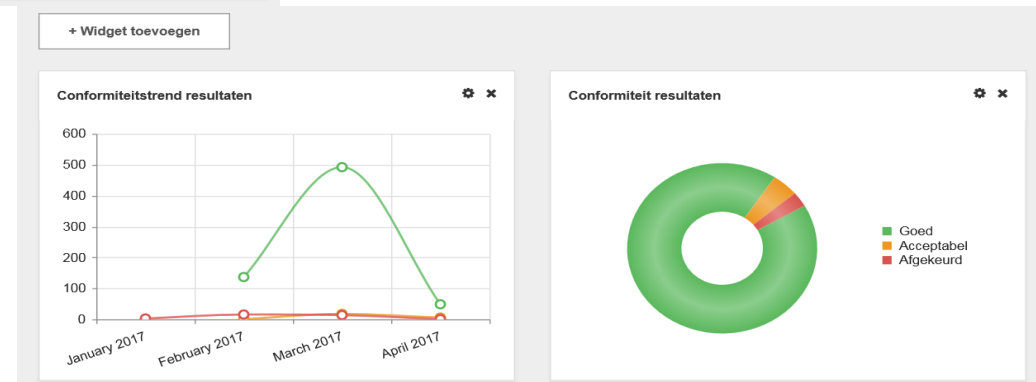 + Widget toevoegen
Conformiteitstrend resultaten
600
500
400
300
200
100
0
January 2017
February 2017
March 2017
April 2017
Conformiteit resultaten
Goed
Acceptabel
Afgekeurd